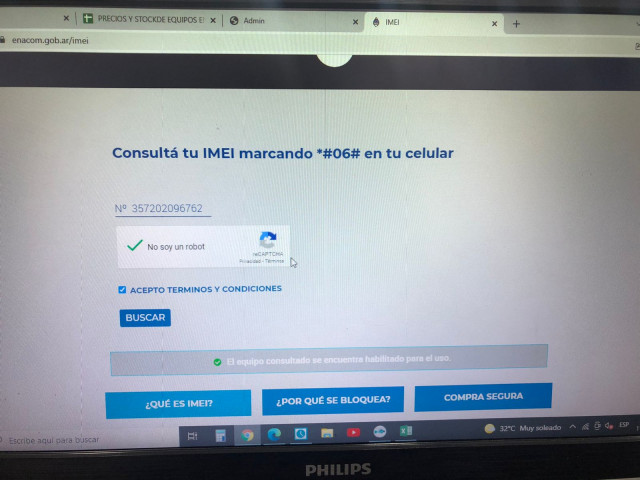 PRECIOS Y STOCKDE EQUIPOS E
Admin
IMEI
enacom.gob.ar/imei
Consultá tu IMEI marcando *#06# en tu celular
Nº 357202096762
No soy un robot
reCAPTCHA
Privacidad - Términos
ACEPTO TERMINOS Y CONDICIONES
BUSCAR
El equipo consultado se encuentra habilitado para el uso.
¿QUÉ ES IMEI? ¿POR QUÉ SE BLOQUEA? COMPRA SEGURA
Escribe aquí para buscar
32°C Muy soleado
ESP
PHILIPS